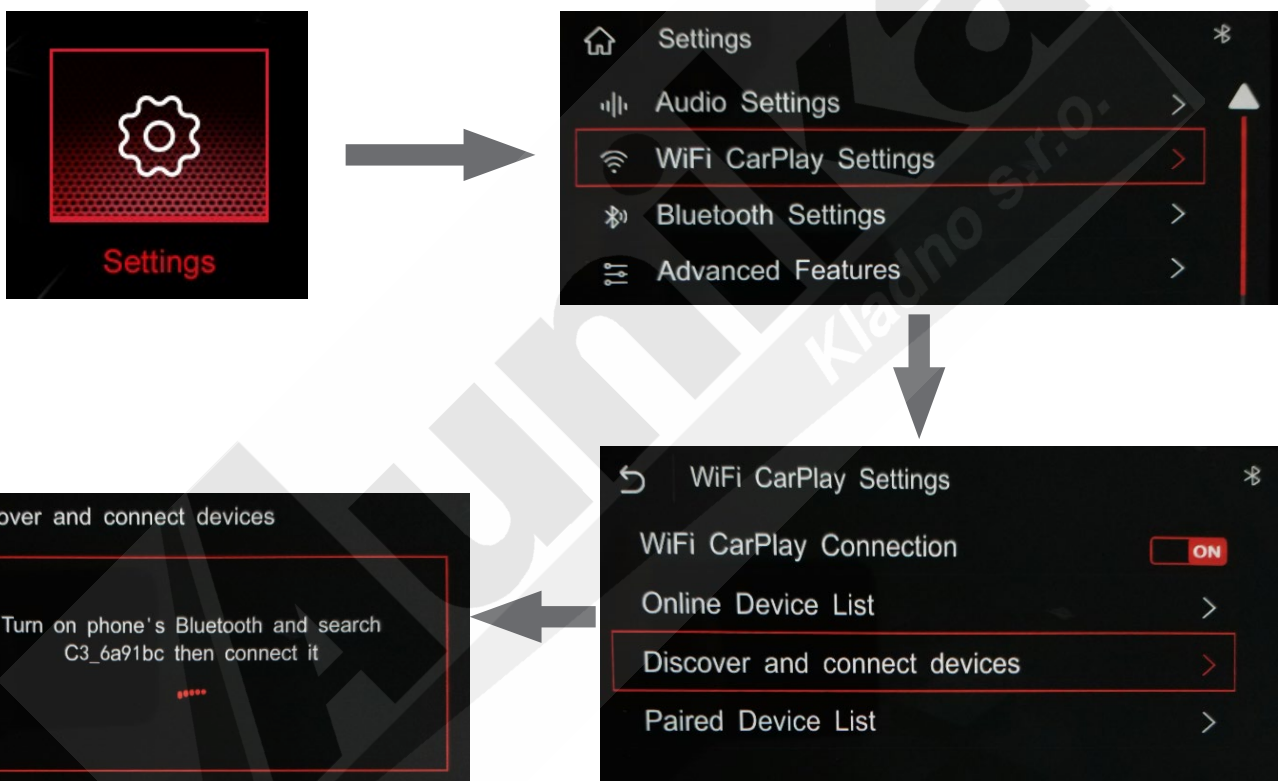 Settings
Settings
Audio Settings
WiFi CarPlay Settings
Bluetooth Settings
Advanced Features
WiFi CarPlay Settings
WiFi CarPlay Connection
ON
Online Device List
Discover and connect devices
Paired Device List
over and connect devices
Turn on phone's Bluetooth and search
C3_6a91bc then connect it
Aunika
Kladno s.r.o.